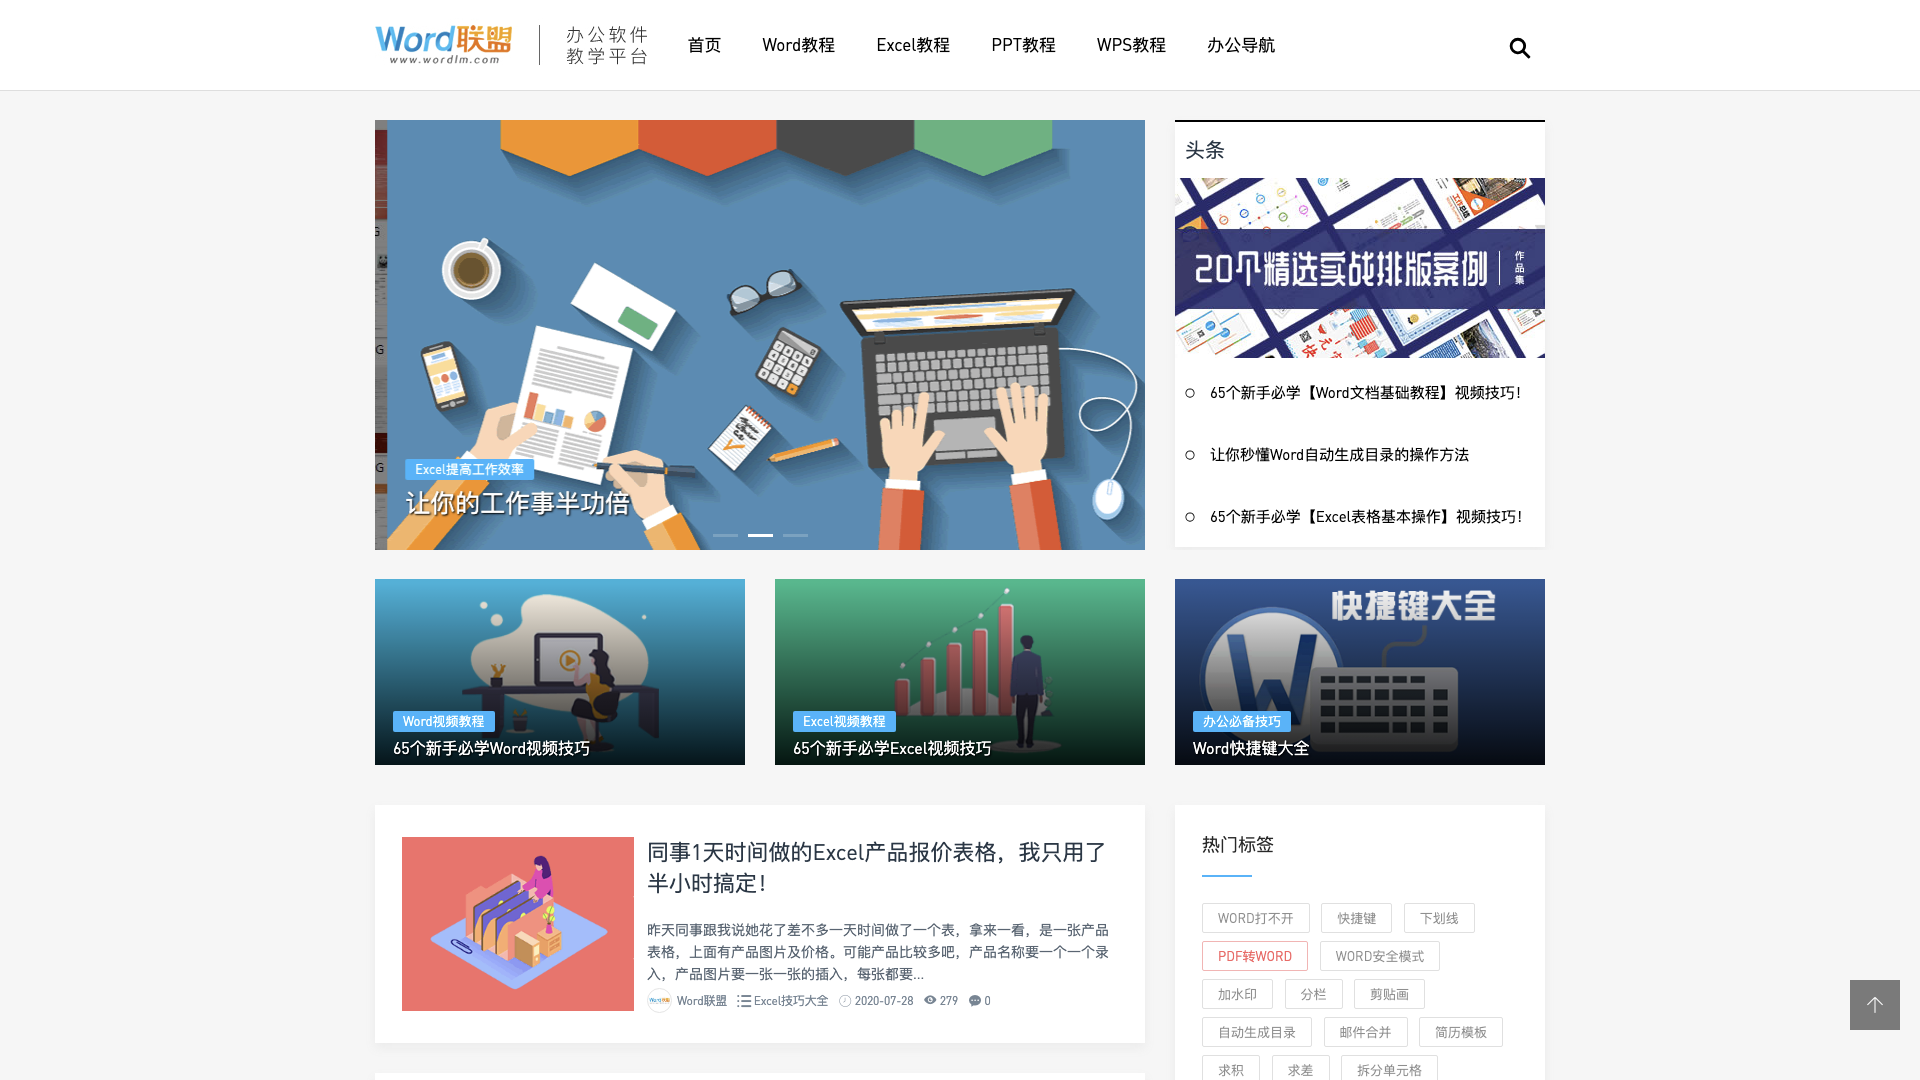 Word联盟
www.wordlm.com
办公软件
教学平台
首页
Word教程
Excel教程
PPT教程
WPS教程
办公导航
Excel提高工作效率
让你的工作事半功倍
头条
20个精选实战排版案例
作品集
65个新手必学【Word文档基础教程】视频技巧！
让你秒懂Word自动生成目录的操作方法
65个新手必学【Excel表格基本操作】视频技巧！
Word视频教程
65个新手必学Word视频技巧
Excel视频教程
65个新手必学Excel视频技巧
快捷键大全
办公必备技巧
Word快捷键大全
同事1天时间做的Excel产品报价表格，我只用了
半小时搞定！
昨天同事跟我说她花了差不多一天时间做了一个表，拿来一看，是一张产品
表格，上面有产品图片及价格。可能产品比较多吧，产品名称要一个一个录
入，产品图片要一张一张的插入，每张都要...
Word联盟 Excel技巧大全 2020-07-28 279 0
热门标签
WORD打不开 快捷键 下划线
PDF转WORD WORD安全模式
加水印 分栏 剪贴画
自动生成目录 邮件合并 简历模板
求积 求差 拆分单元格